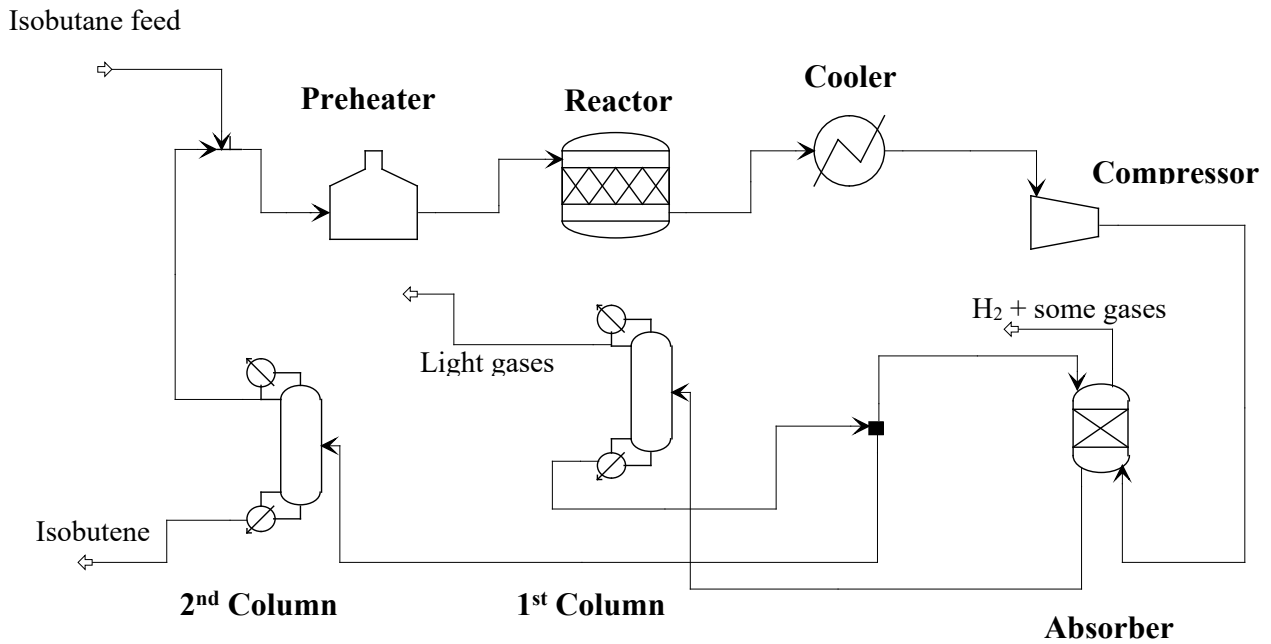 Isobutane feed
Preheater
Reactor
Cooler
Compressor
H₂ + some gases
Light gases
Isobutene
2ⁿᵈ Column
1ˢᵗ Column
Absorber